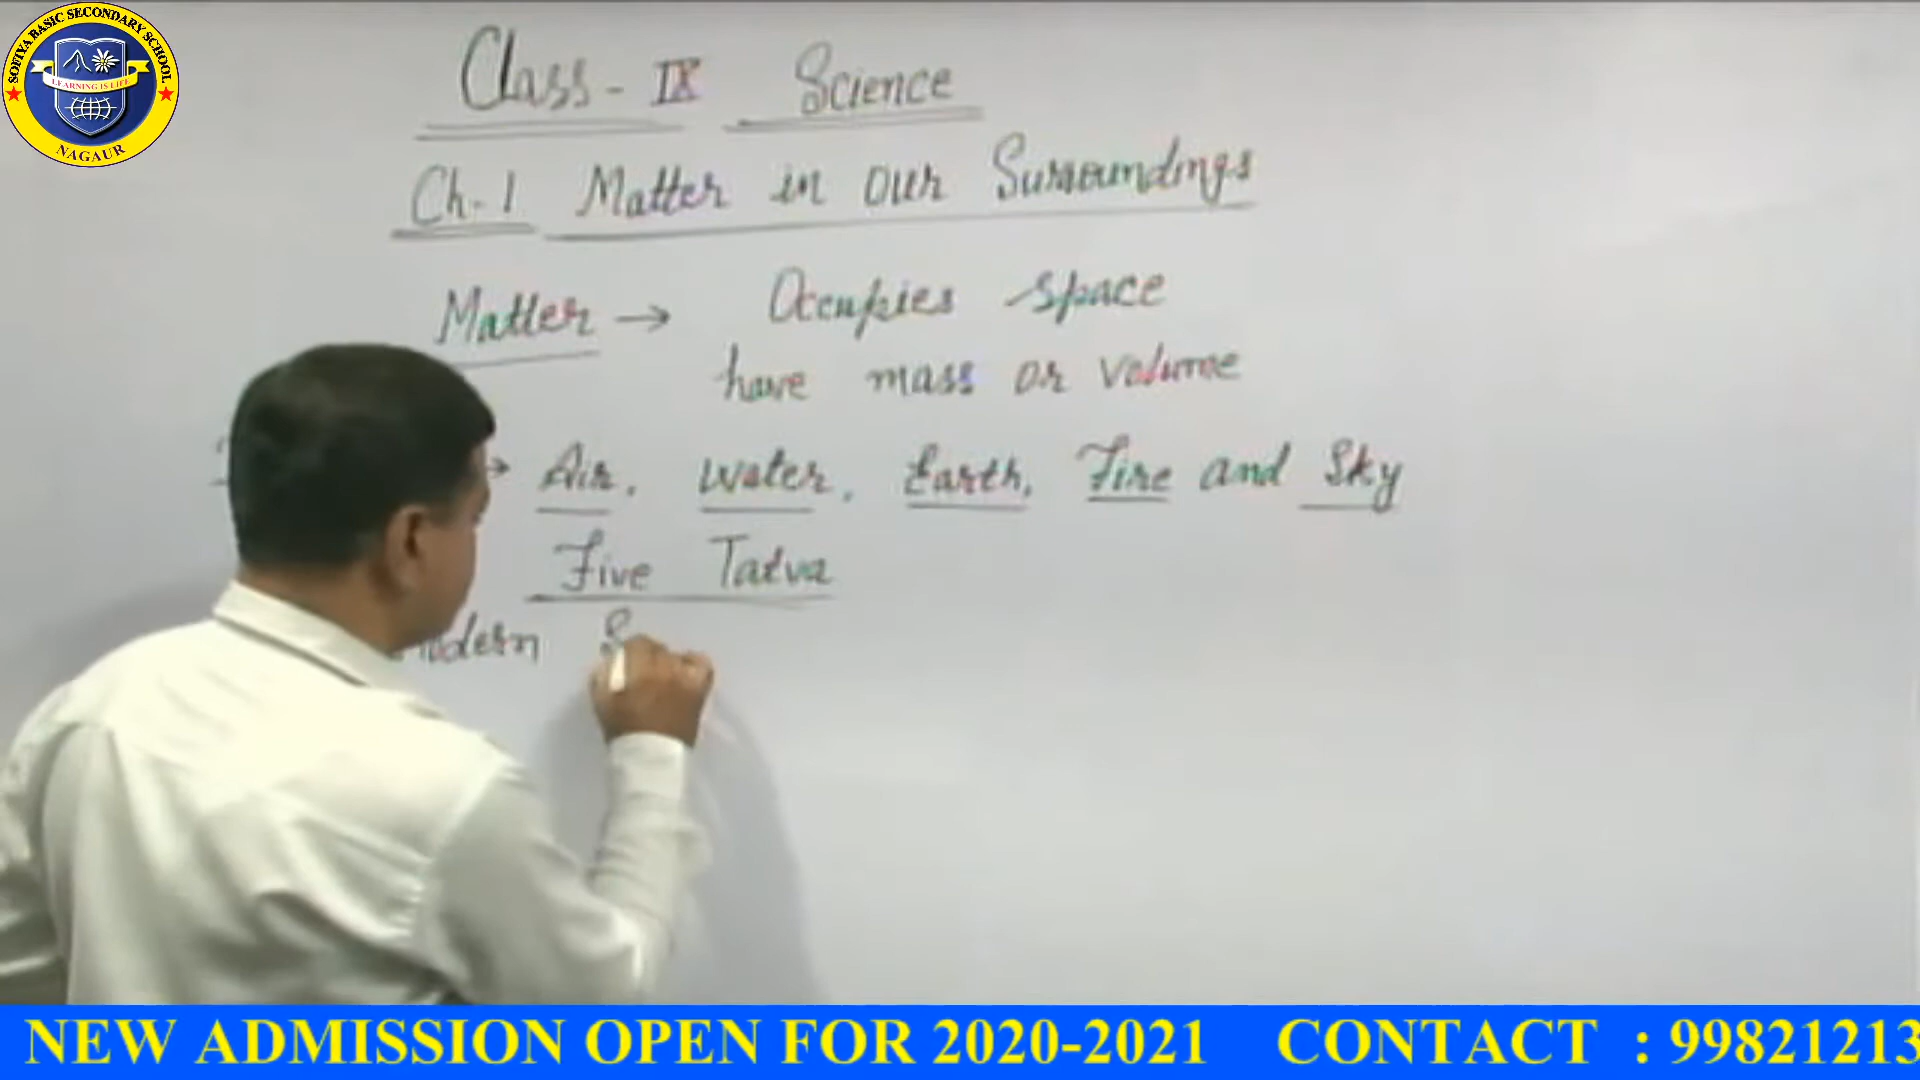 SOFIYA BASIC SECONDARY SCHOOL
LEARNING IS LIFE
NAGAUR
Class - IX Science
Ch. 1 Matter in our Surroundings
Matter → Occupies space
have mass or volume
→ Air, Water, Earth, Fire and Sky
Five Tatva
Modern S
NEW ADMISSION OPEN FOR 2020-2021 CONTACT : 99821213